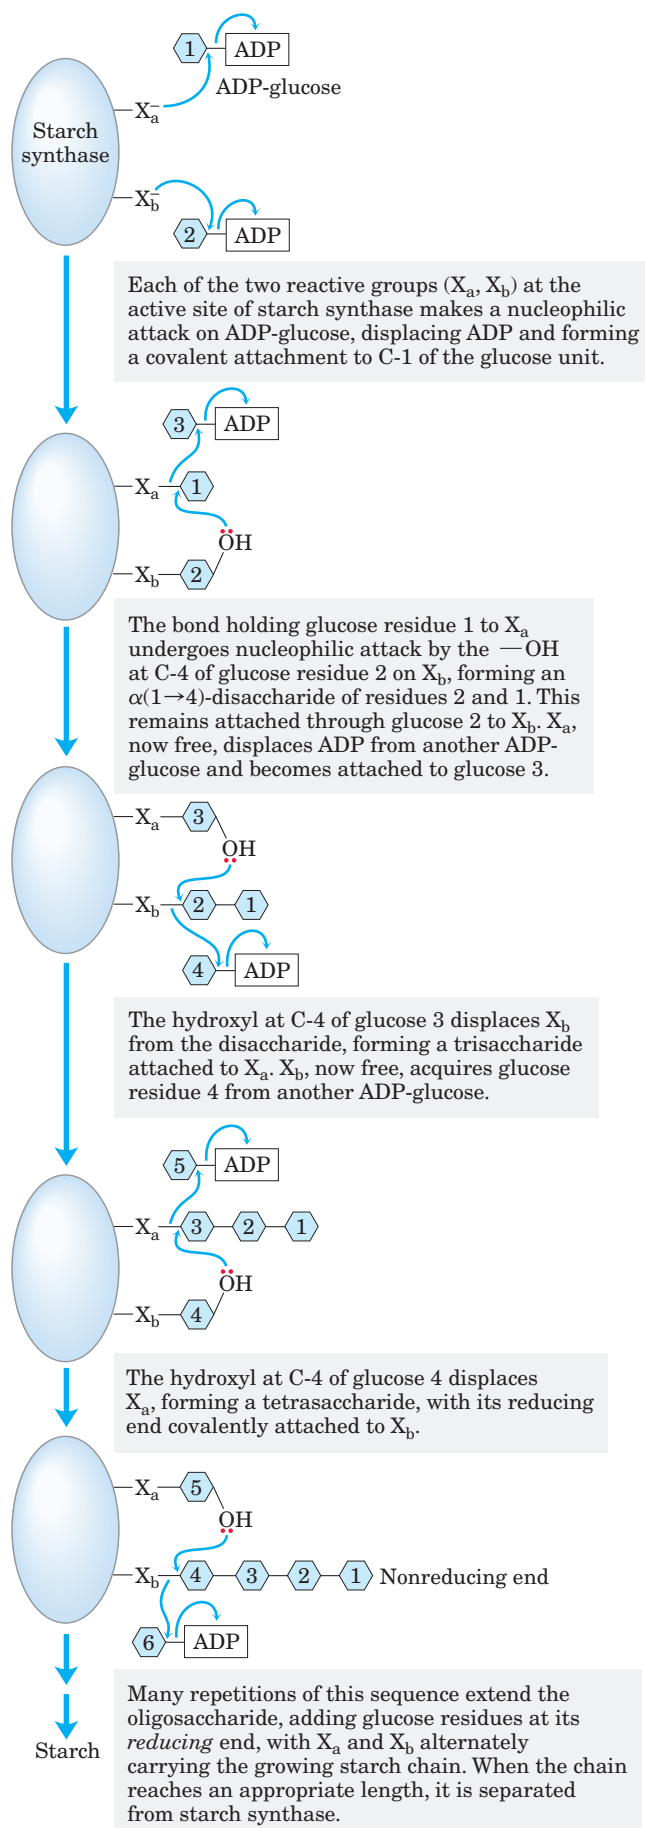 1
ADP
ADP-glucose
Xa⁻
Starch
synthase
Xb⁻
2
ADP
Each of the two reactive groups (Xa, Xb) at the
active site of starch synthase makes a nucleophilic
attack on ADP-glucose, displacing ADP and forming
a covalent attachment to C-1 of the glucose unit.
3
ADP
Xa
1
OH
Xb
2
The bond holding glucose residue 1 to Xa
undergoes nucleophilic attack by the —OH
at C-4 of glucose residue 2 on Xb, forming an
α(1→4)-disaccharide of residues 2 and 1. This
remains attached through glucose 2 to Xb. Xa,
now free, displaces ADP from another ADP-
glucose and becomes attached to glucose 3.
Xa
3
OH
Xb
2
1
4
ADP
The hydroxyl at C-4 of glucose 3 displaces Xb
from the disaccharide, forming a trisaccharide
attached to Xa. Xb, now free, acquires glucose
residue 4 from another ADP-glucose.
5
ADP
Xa
3
2
1
OH
Xb
4
The hydroxyl at C-4 of glucose 4 displaces
Xa, forming a tetrasaccharide, with its reducing
end covalently attached to Xb.
Xa
5
OH
Xb
4
3
2
1
Nonreducing end
6
ADP
Many repetitions of this sequence extend the
oligosaccharide, adding glucose residues at its
reducing end, with Xa and Xb alternately
carrying the growing starch chain. When the chain
reaches an appropriate length, it is separated
from starch synthase.
Starch